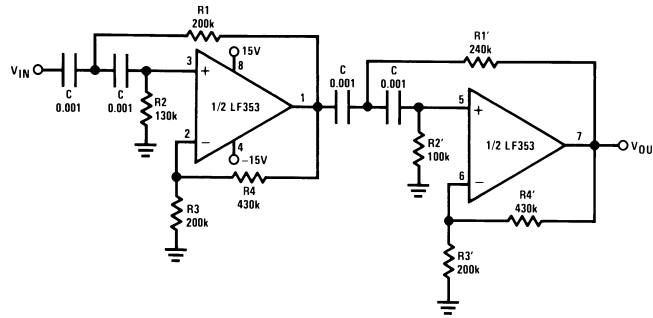 R1
200k
15V
8
3
+
VIN
C
0.001
C
0.001
R2
130k
1/2 LF353
1
2
−
4
−15V
R3
200k
R4
430k
C
0.001
C
0.001
R1'
240k
5
+
R2'
100k
1/2 LF353
7
VOU
6
−
R4'
430k
R3'
200k